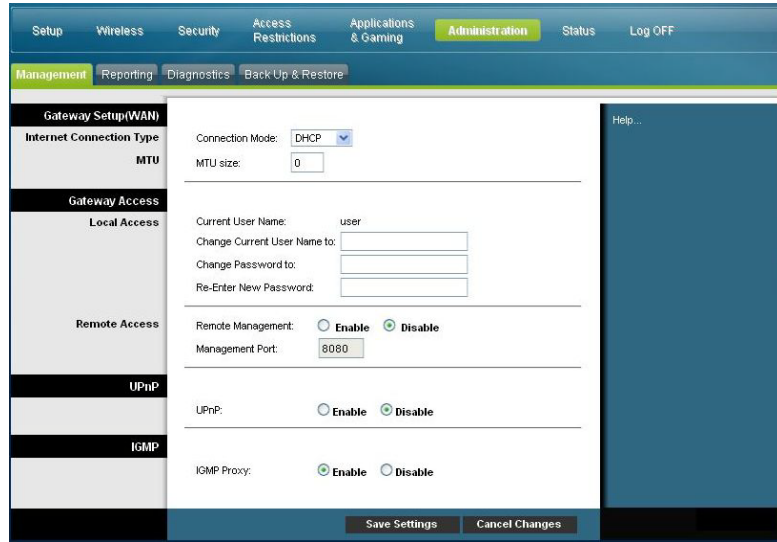 Setup Wireless Security Access Restrictions Applications & Gaming Administration Status Log OFF
Management Reporting Diagnostics Back Up & Restore
Gateway Setup(WAN)
Help...
Internet Connection Type
Connection Mode: DHCP
MTU
MTU size: 0
Gateway Access
Local Access
Current User Name: user
Change Current User Name to:
Change Password to:
Re-Enter New Password:
Remote Access
Remote Management: Enable Disable
Management Port: 8080
UPnP
UPnP: Enable Disable
IGMP
IGMP Proxy: Enable Disable
Save Settings Cancel Changes